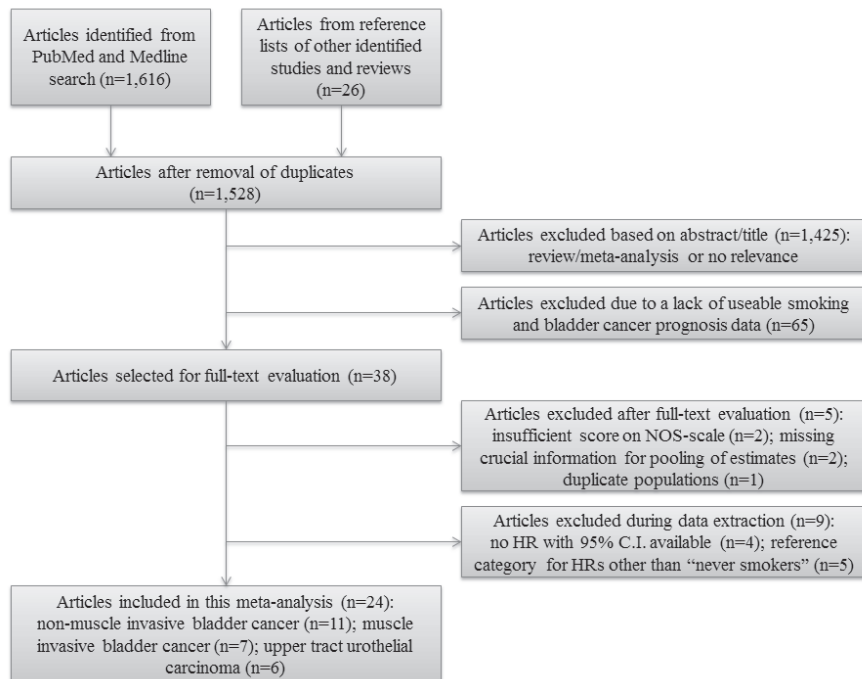 Articles identified from
PubMed and Medline
search (n=1,616)
Articles from reference
lists of other identified
studies and reviews
(n=26)
Articles after removal of duplicates
(n=1,528)
Articles excluded based on abstract/title (n=1,425):
review/meta-analysis or no relevance
Articles excluded due to a lack of useable smoking
and bladder cancer prognosis data (n=65)
Articles selected for full-text evaluation (n=38)
Articles excluded after full-text evaluation (n=5):
insufficient score on NOS-scale (n=2); missing
crucial information for pooling of estimates (n=2);
duplicate populations (n=1)
Articles excluded during data extraction (n=9):
no HR with 95% C.I. available (n=4); reference
category for HRs other than “never smokers” (n=5)
Articles included in this meta-analysis (n=24):
non-muscle invasive bladder cancer (n=11); muscle
invasive bladder cancer (n=7); upper tract urothelial
carcinoma (n=6)